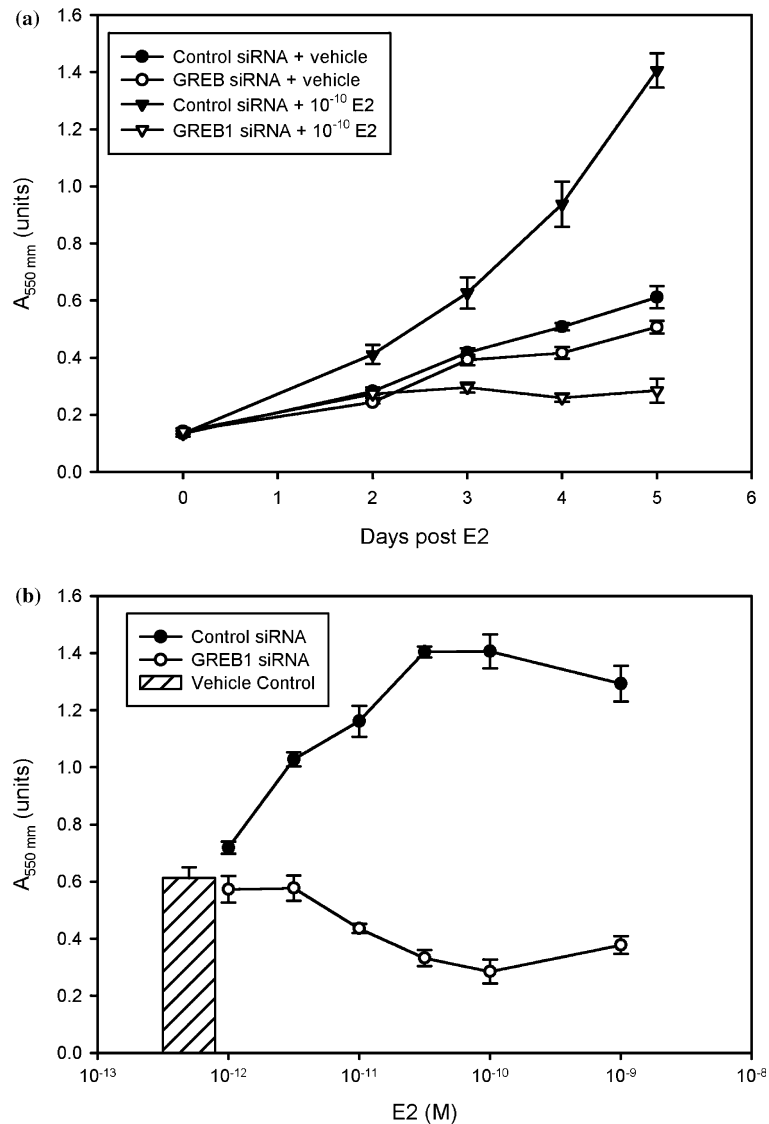 (a)
1.6
1.4
1.2
1.0
0.8
0.6
0.4
0.2
0.0
A550 mm (units)
Control siRNA + vehicle
GREB siRNA + vehicle
Control siRNA + 10-10 E2
GREB1 siRNA + 10-10 E2
0 1 2 3 4 5 6
Days post E2
(b)
1.6
1.4
1.2
1.0
0.8
0.6
0.4
0.2
0.0
A550 mm (units)
Control siRNA
GREB1 siRNA
Vehicle Control
10-13 10-12 10-11 10-10 10-9 10-8
E2 (M)